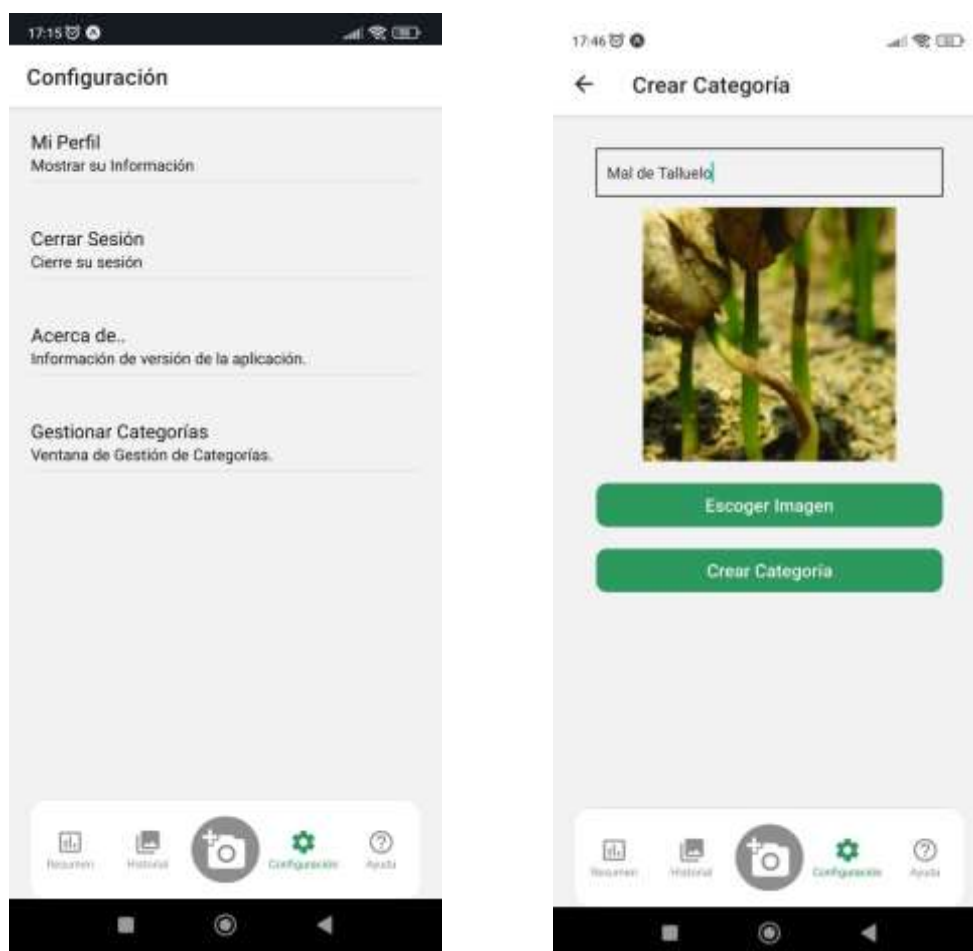 17:15
Configuración
Mi Perfil
Mostrar su Información
Cerrar Sesión
Cierre su sesión
Acerca de..
Información de versión de la aplicación.
Gestionar Categorías
Ventana de Gestión de Categorías.
Resumen Historial Configuración Ayuda
17:46
Crear Categoría
Mal de Talluelo
Escoger Imagen
Crear Categoría
Resumen Historial Configuración Ayuda